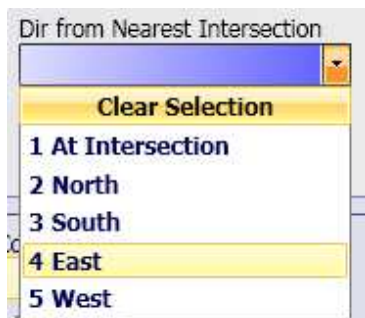 Dir from Nearest Intersection
Clear Selection
1 At Intersection
2 North
3 South
4 East
5 West